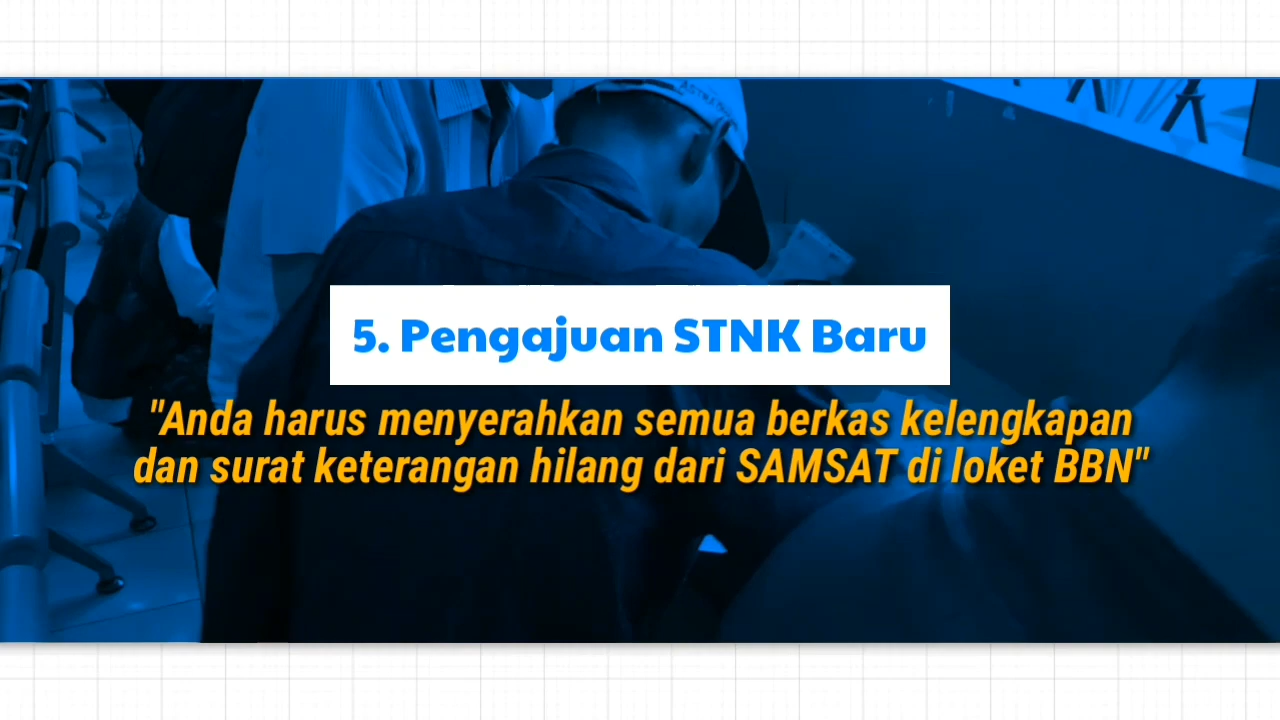 5. Pengajuan STNK Baru
"Anda harus menyerahkan semua berkas kelengkapan
dan surat keterangan hilang dari SAMSAT di loket BBN"